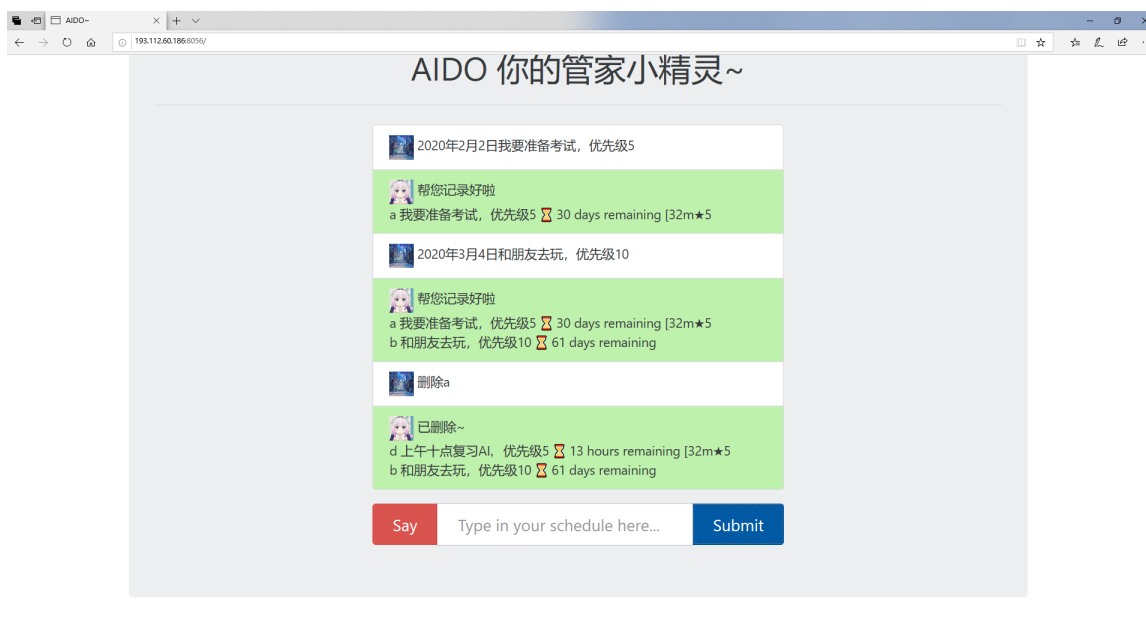 AIDO~
193.112.60.186:8056/
AIDO 你的管家小精灵~
2020年2月2日我要准备考试，优先级5
帮您记录好啦
a 我要准备考试，优先级5 ⌛ 30 days remaining [32m★5
2020年3月4日和朋友去玩，优先级10
帮您记录好啦
a 我要准备考试，优先级5 ⌛ 30 days remaining [32m★5
b 和朋友去玩，优先级10 ⌛ 61 days remaining
删除a
已删除~
d 上午十点复习AI，优先级5 ⌛ 13 hours remaining [32m★5
b 和朋友去玩，优先级10 ⌛ 61 days remaining
Say Type in your schedule here... Submit